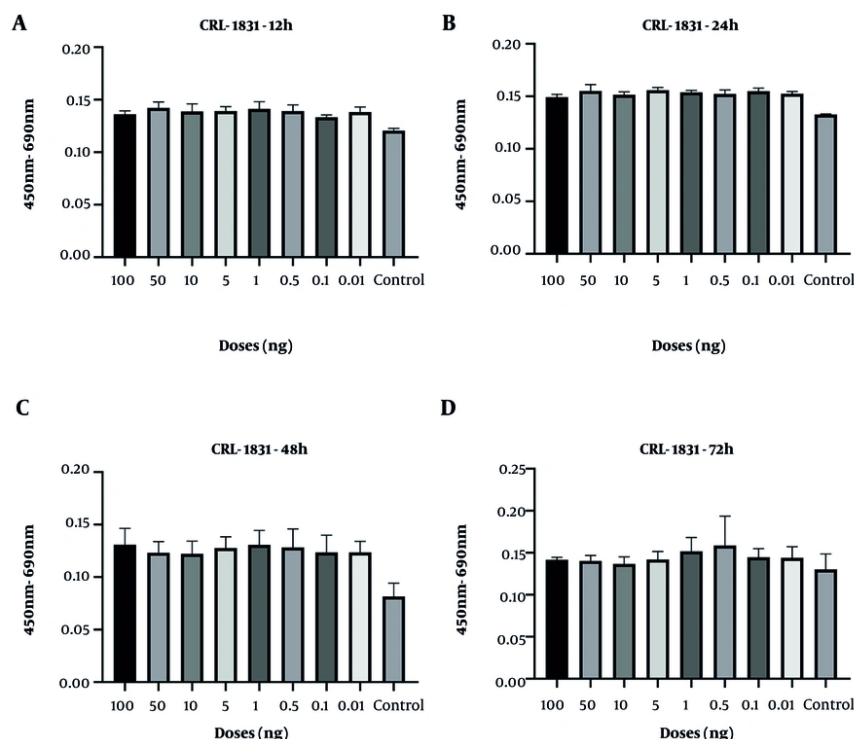 A
CRL-1831-12h
450nm-690nm
0.20
0.15
0.10
0.05
0.00
100 50 10 5 1 0.5 0.1 0.01 Control
Doses (ng)
B
CRL-1831-24h
450nm-690nm
0.20
0.15
0.10
0.05
0.00
100 50 10 5 1 0.5 0.1 0.01 Control
Doses (ng)
C
CRL-1831-48h
450nm-690nm
0.20
0.15
0.10
0.05
0.00
100 50 10 5 1 0.5 0.1 0.01 Control
Doses (ng)
D
CRL-1831-72h
450nm-690nm
0.25
0.20
0.15
0.10
0.05
0.00
100 50 10 5 1 0.5 0.1 0.01 Control
Doses (ng)